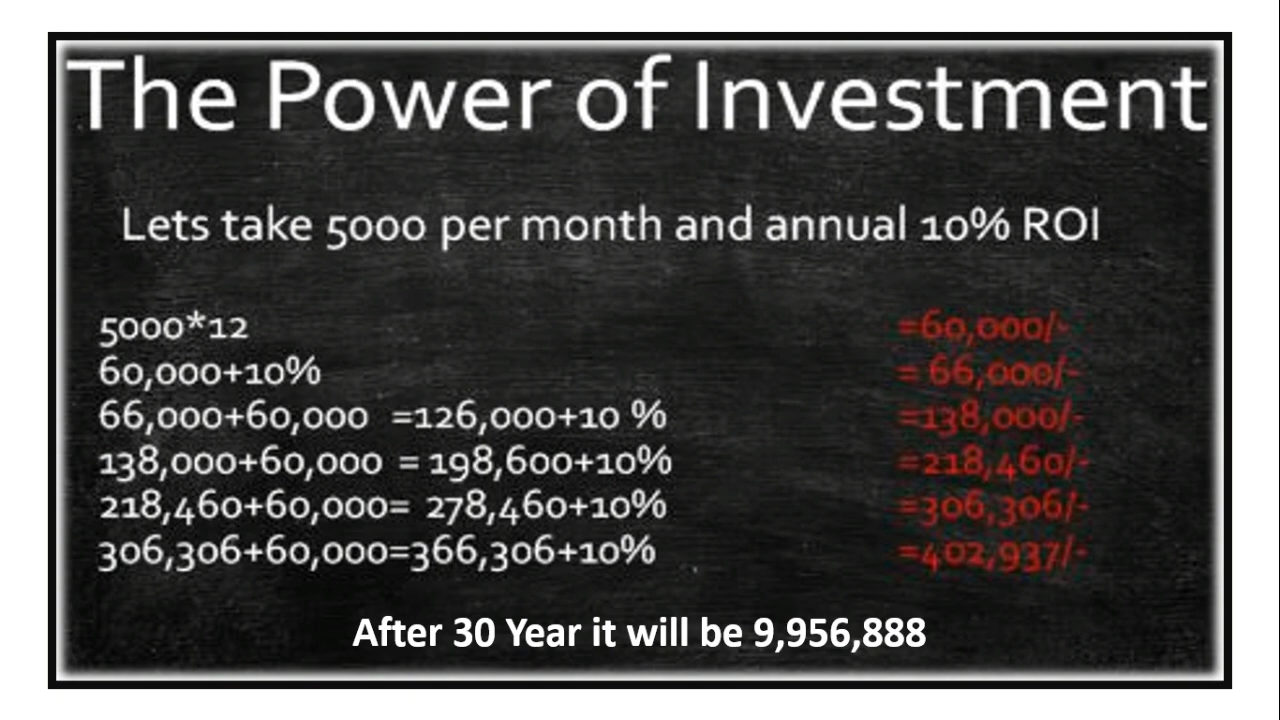 The Power of Investment
Lets take 5000 per month and annual 10% ROI
5000*12 =60,000/-
60,000+10% = 66,000/-
66,000+60,000 =126,000+10 % =138,000/-
138,000+60,000 = 198,600+10% =218,460/-
218,460+60,000= 278,460+10% =306,306/-
306,306+60,000=366,306+10% =402,937/-
After 30 Year it will be 9,956,888